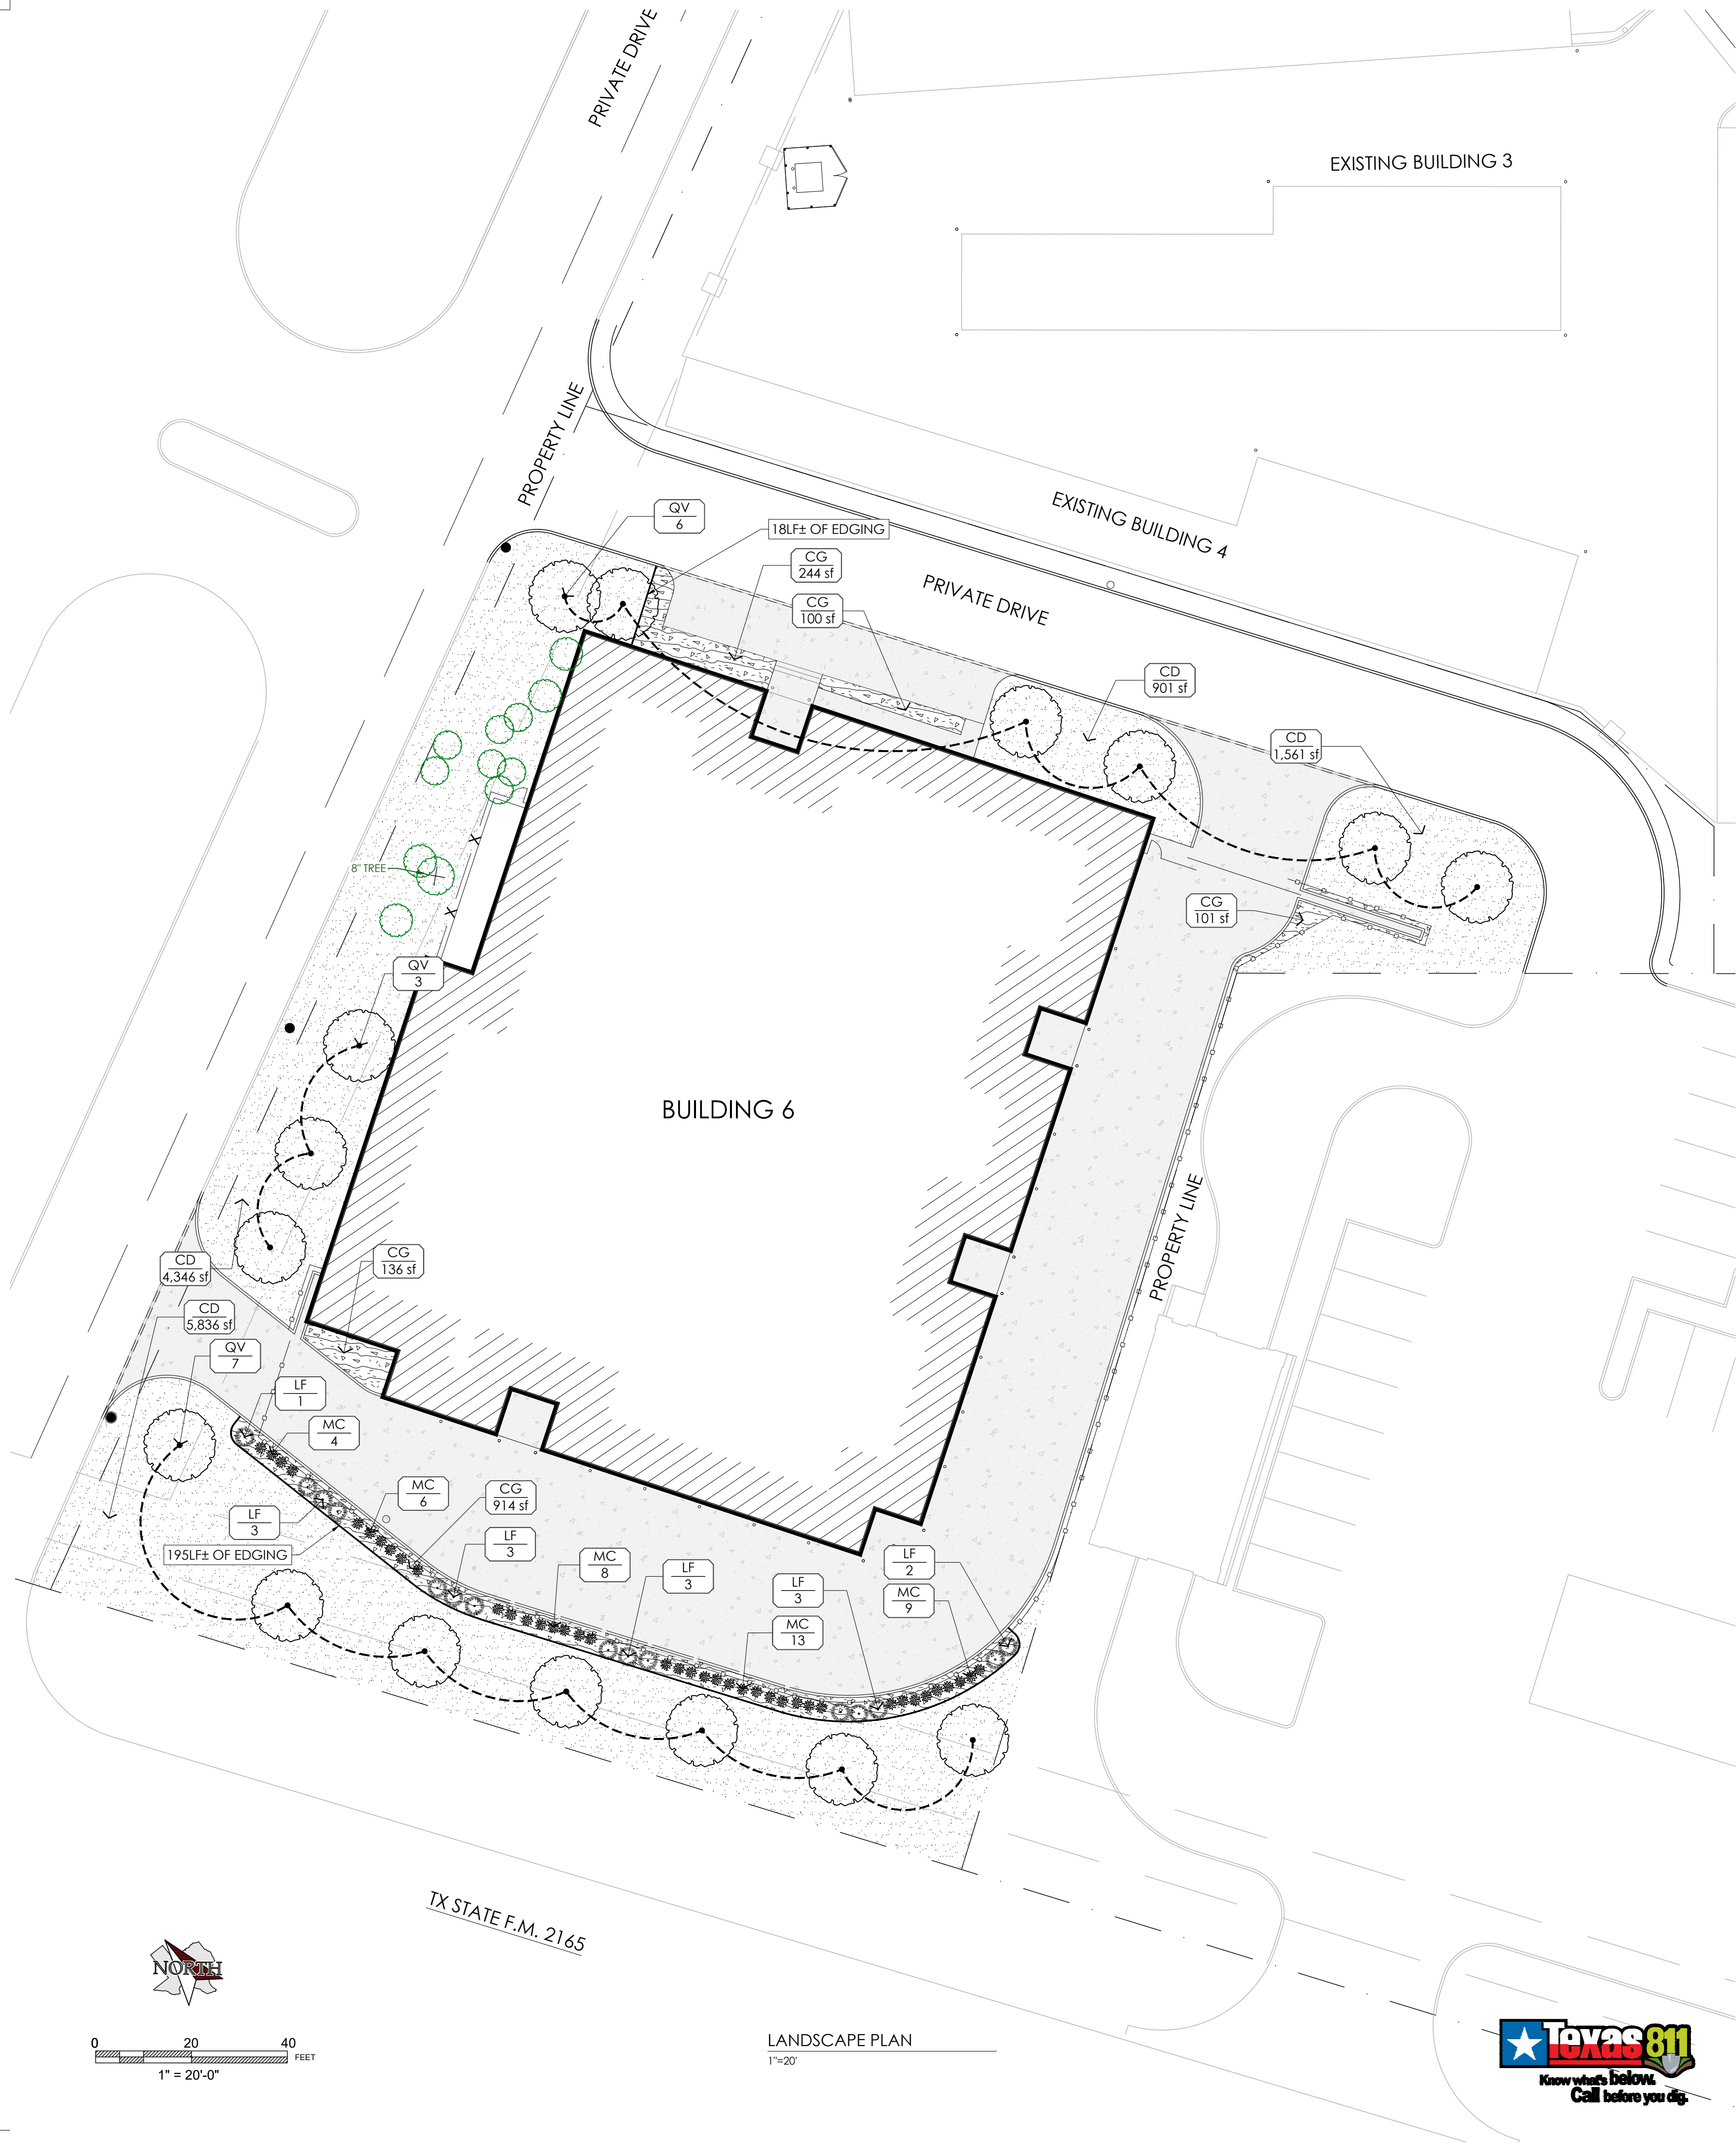 PRIVATE DRIVE
EXISTING BUILDING 3
PROPERTY LINE
EXISTING BUILDING 4
QV
6
18LF± OF EDGING
CG
244 sf
CG
100 sf
PRIVATE DRIVE
CD
901 sf
CD
1,561 sf
8" TREE
CG
101 sf
QV
3
BUILDING 6
PROPERTY LINE
CD
4,346 sf
CG
136 sf
CD
5,836 sf
QV
7
LF
1
MC
4
MC
6
CG
914 sf
LF
3
195LF± OF EDGING
LF
3
MC
8
LF
3
LF
3
LF
2
MC
9
MC
13
TX STATE F.M. 2165
NORTH
0 20 40
FEET
1" = 20'-0"
LANDSCAPE PLAN
1"=20'
Texas 811
Know what's below.
Call before you dig.